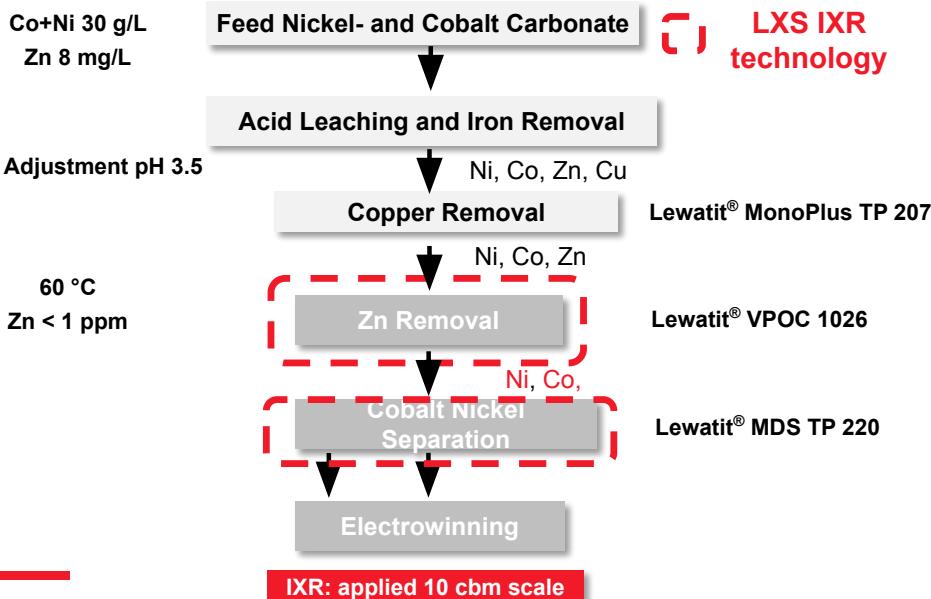 Co+Ni 30 g/L
Zn 8 mg/L
Feed Nickel- and Cobalt Carbonate
LXS IXR
technology
Acid Leaching and Iron Removal
Adjustment pH 3.5
Ni, Co, Zn, Cu
Copper Removal
Lewatit® MonoPlus TP 207
Ni, Co, Zn
60 °C
Zn < 1 ppm
Zn Removal
Lewatit® VPOC 1026
Ni, Co,
Cobalt Nickel
Separation
Lewatit® MDS TP 220
Electrowinning
IXR: applied 10 cbm scale